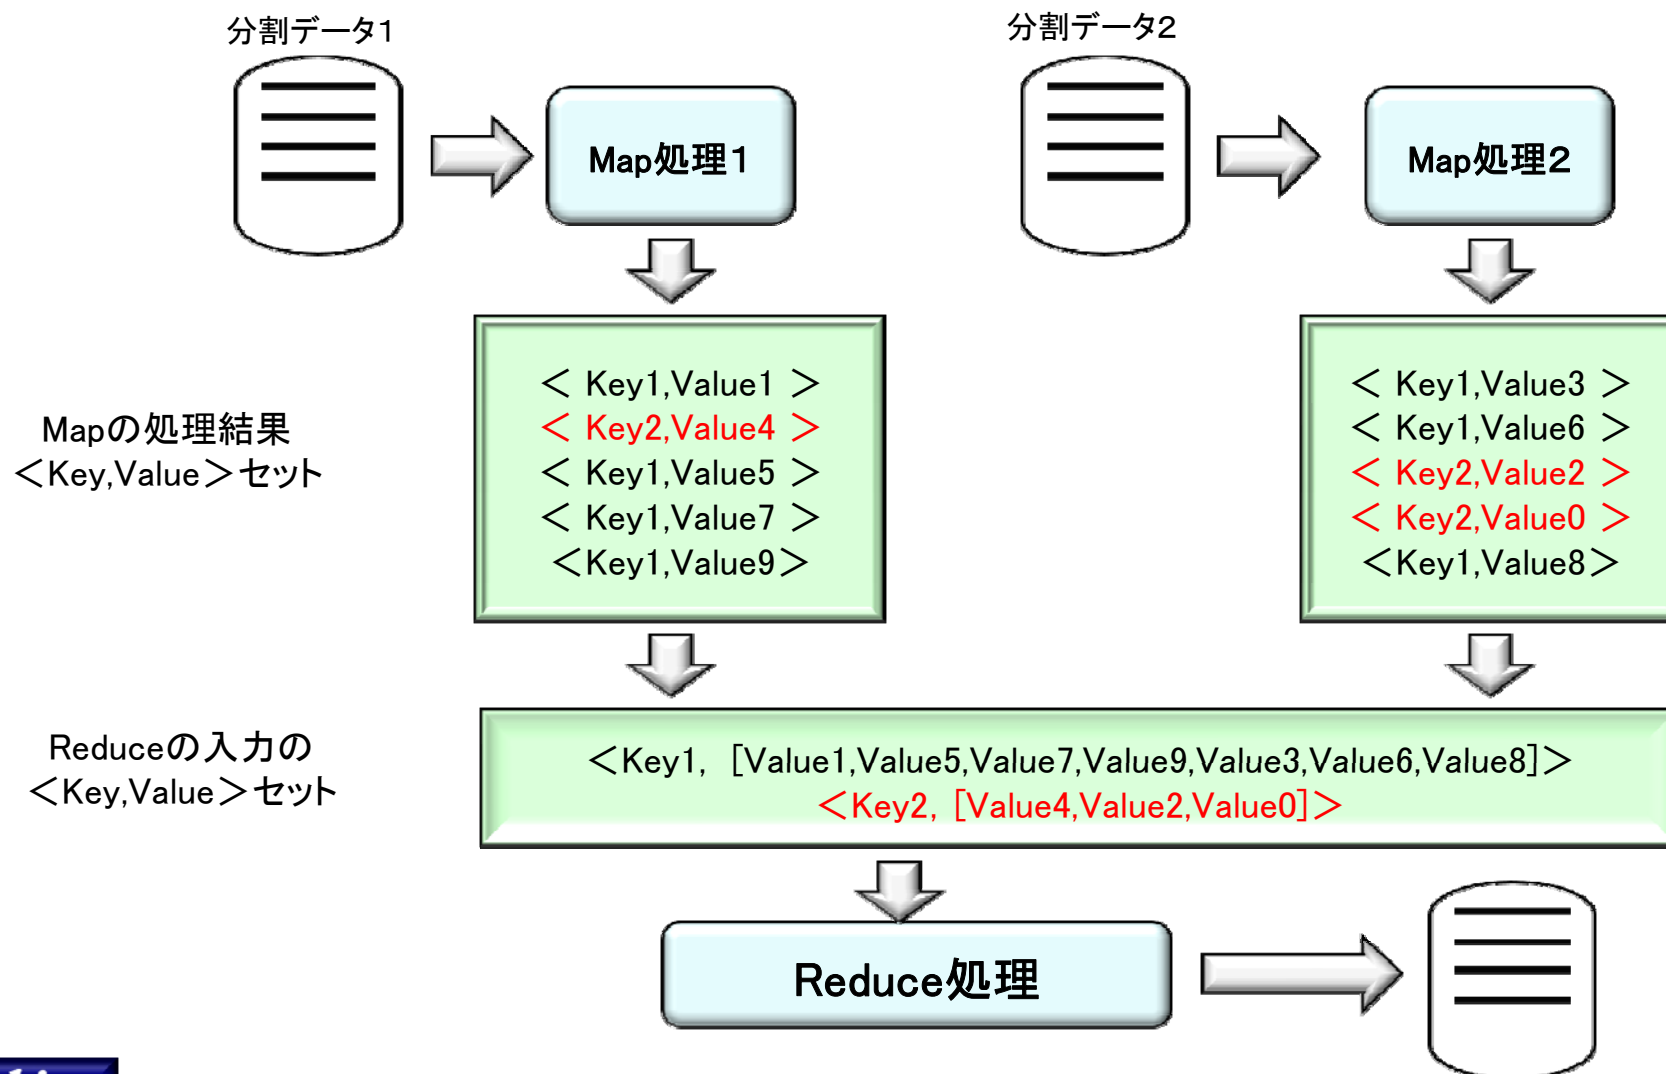 分割データ1
分割データ2
Map処理1
Map処理2
Mapの処理結果
＜Key,Value＞セット
＜ Key1,Value1 ＞
＜ Key2,Value4 ＞
＜ Key1,Value5 ＞
＜ Key1,Value7 ＞
＜Key1,Value9＞
＜ Key1,Value3 ＞
＜ Key1,Value6 ＞
＜ Key2,Value2 ＞
＜ Key2,Value0 ＞
＜Key1,Value8＞
Reduceの入力の
＜Key,Value＞セット
＜Key1, [Value1,Value5,Value7,Value9,Value3,Value6,Value8]＞
＜Key2, [Value4,Value2,Value0]＞
Reduce処理